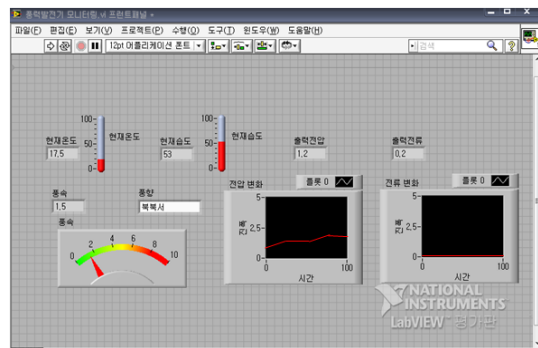 풍력발전기 모니터링.vi 프런트패널
파일(F) 편집(E) 보기(V) 프로젝트(P) 수행(O) 도구(T) 윈도우(W) 도움말(H)
12pt 어플리케이션 폰트
검색
?
현재온도
17.5
100
50
0
현재온도
현재습도
53
100
50
0
현재습도
출력전압
1.2
출력전류
0.2
풍속
1.5
풍향
북북서
풍속
0 2 4 6 8 10
전압 변화
플롯 0
진폭
5
2.5
0
0 100
시간
전류 변화
플롯 0
진폭
5
2.5
0
0 100
시간
NATIONAL
INSTRUMENTS
LabVIEW™ 평가판